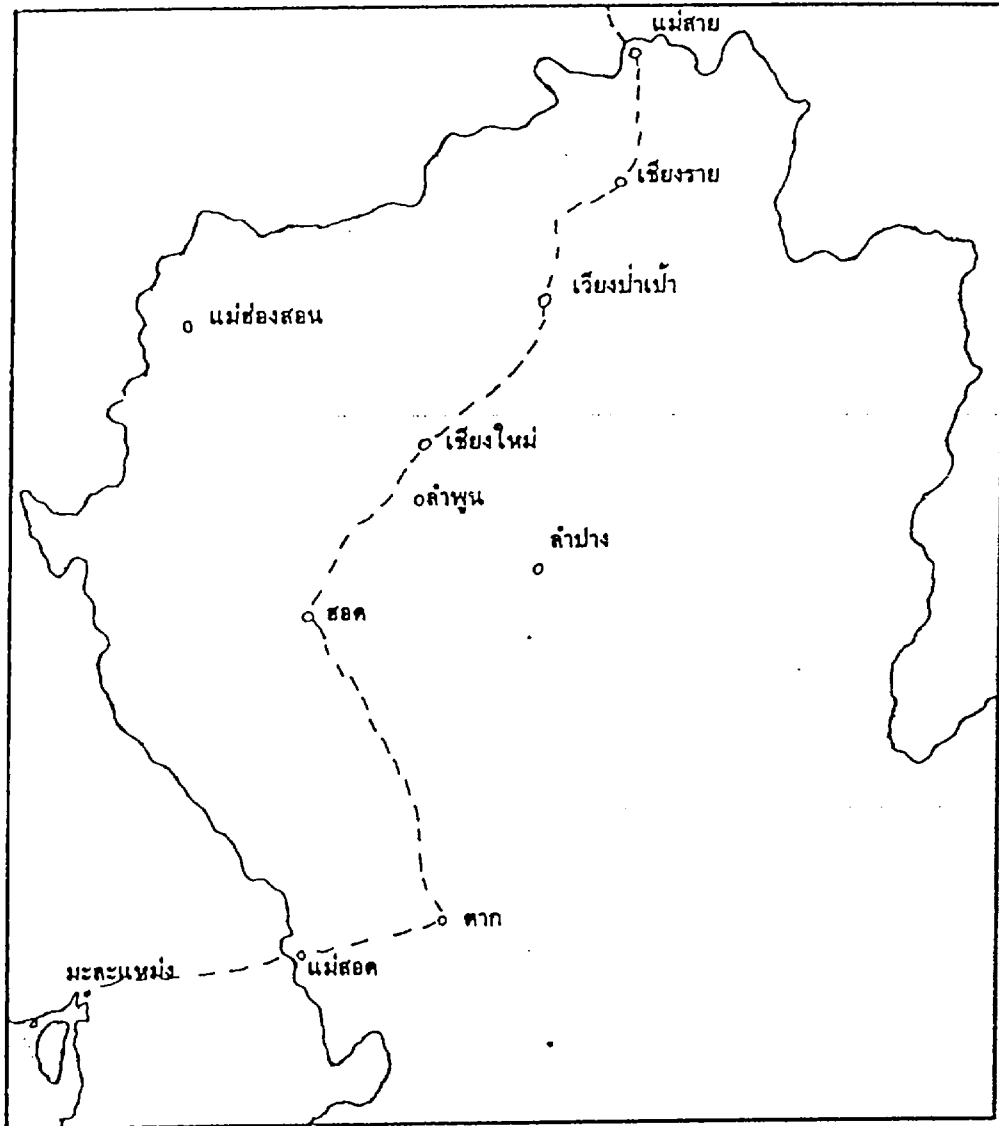 แม่สาย
เชียงราย
เวียงป่าเป้า
แม่ฮ่องสอน
เชียงใหม่
ลำพูน
ลำปาง
ฮอด
ตาก
แม่สอด
มะละแหม่ง